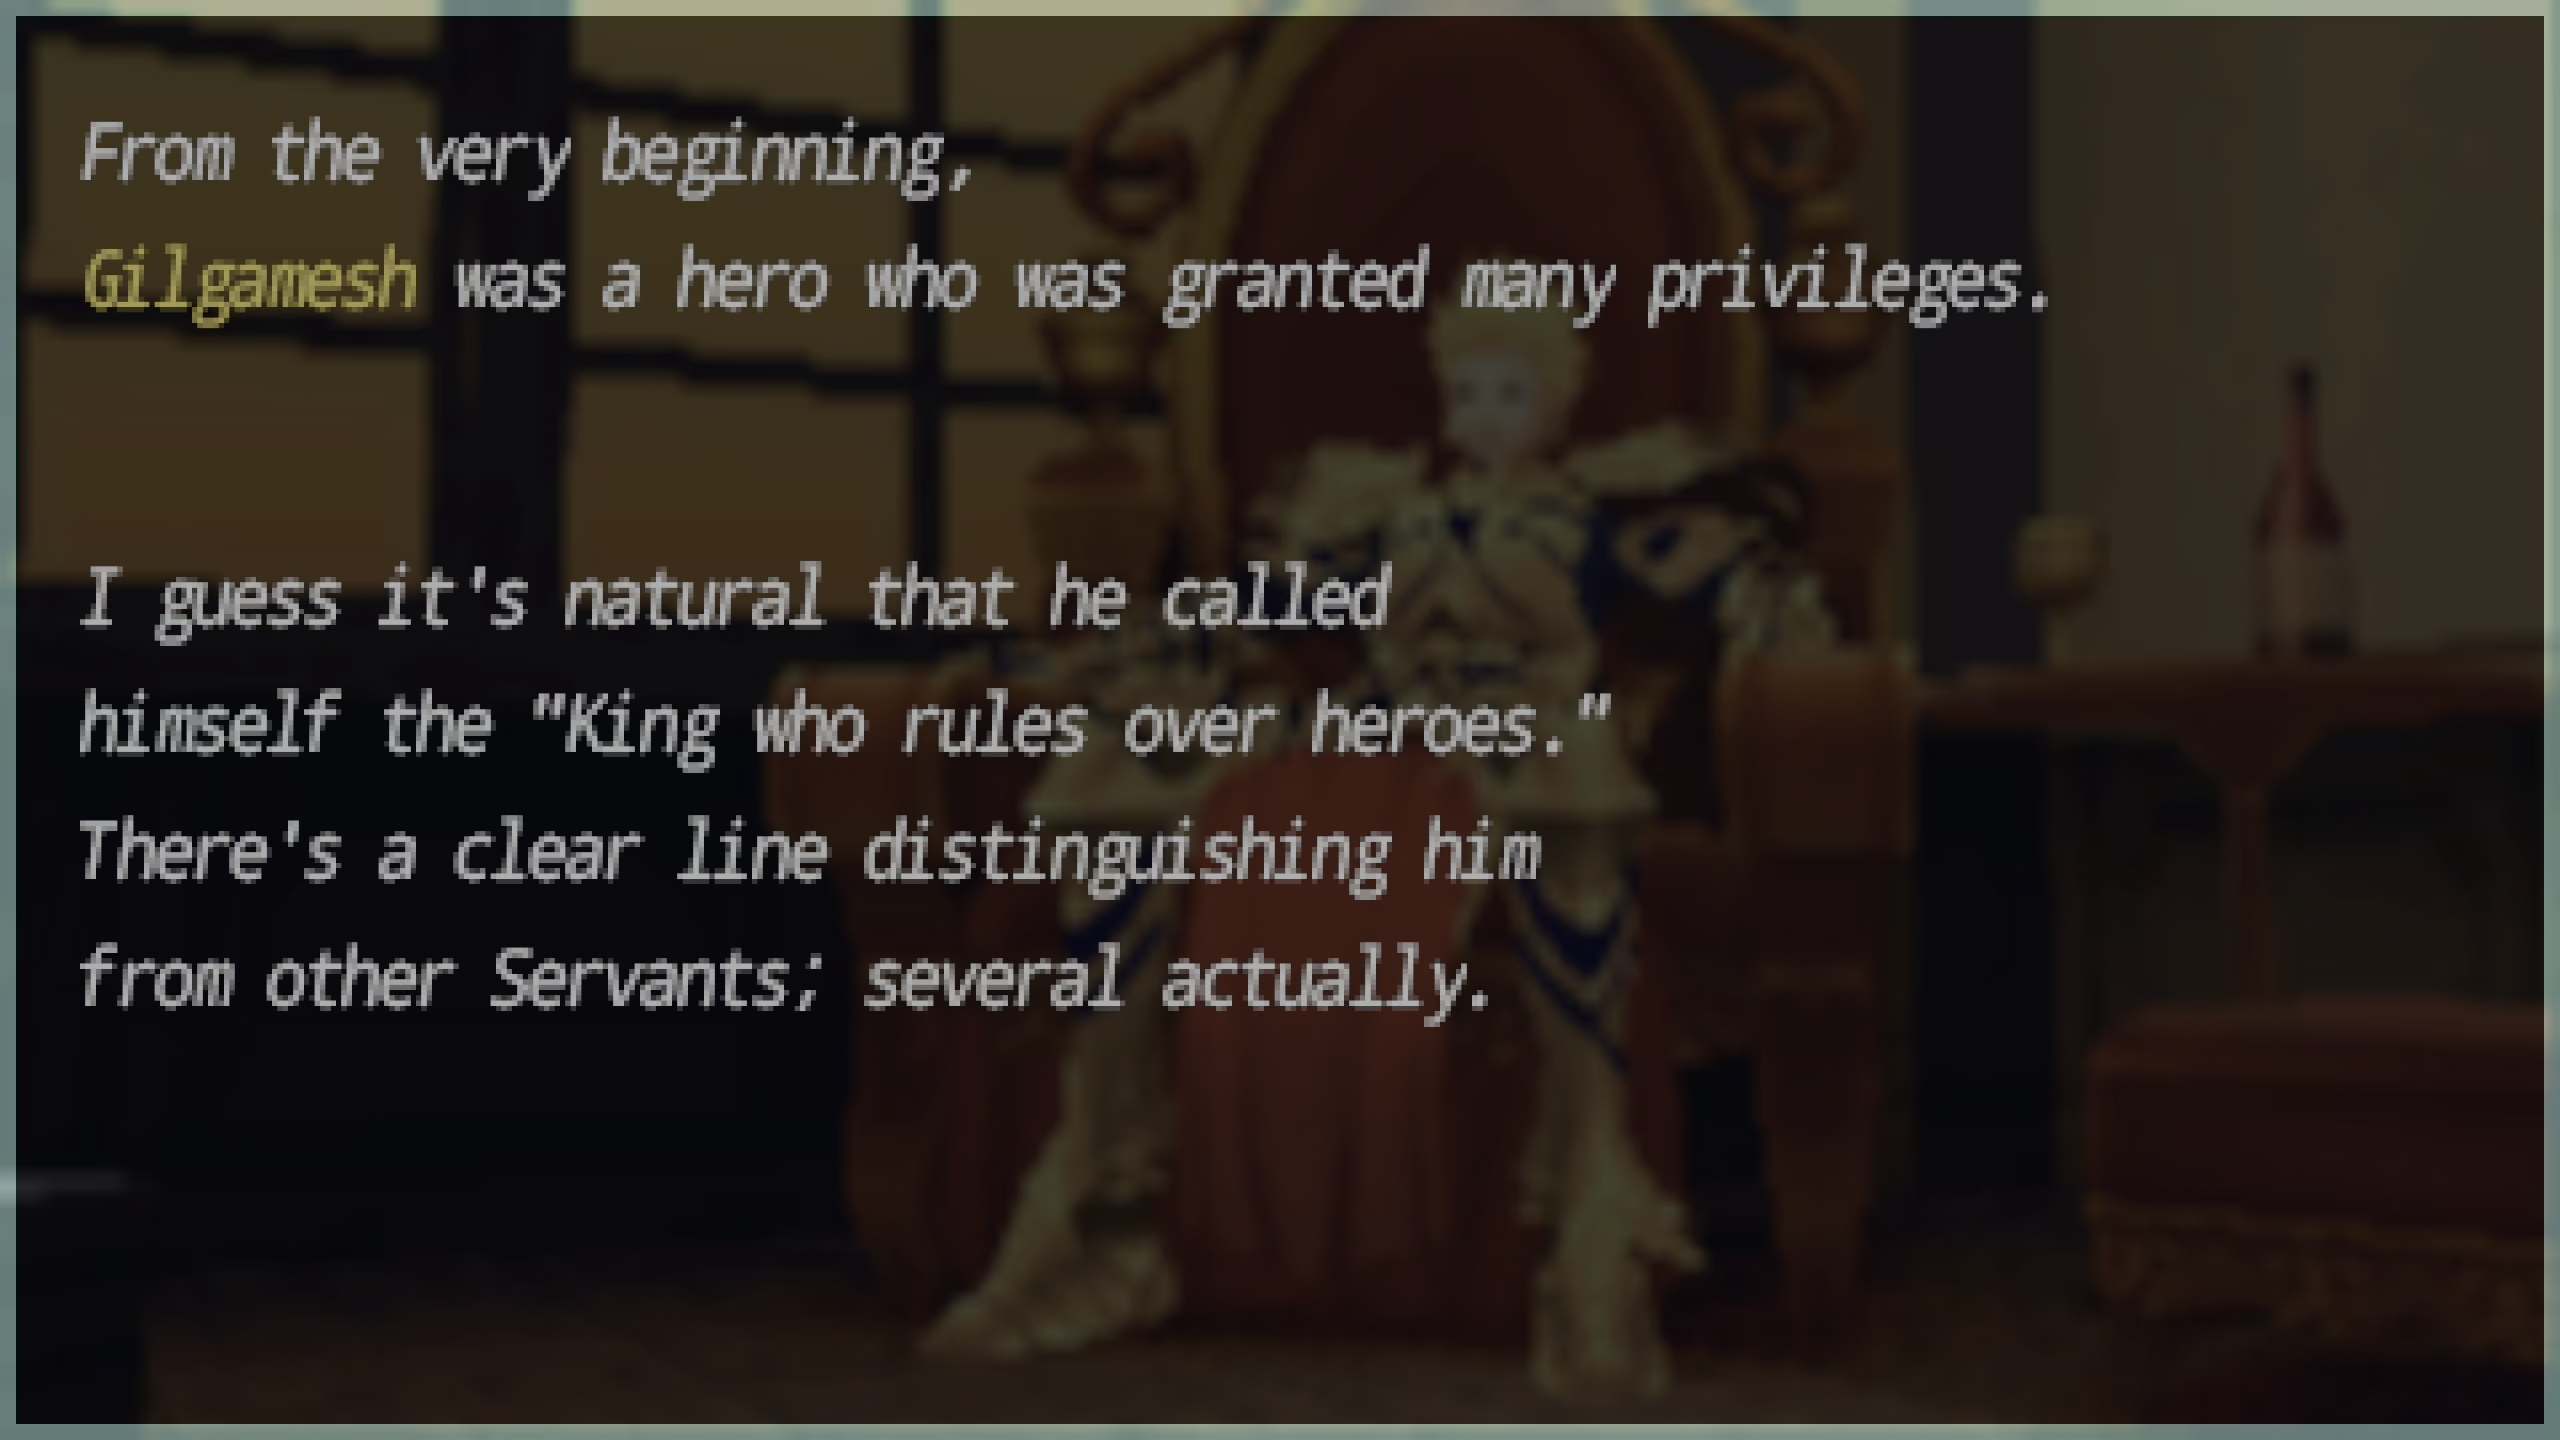 From the very beginning,
Gilgamesh was a hero who was granted many privileges.
I guess it's natural that he called
himself the "King who rules over heroes."
There's a clear line distinguishing him
from other Servants; several actually.